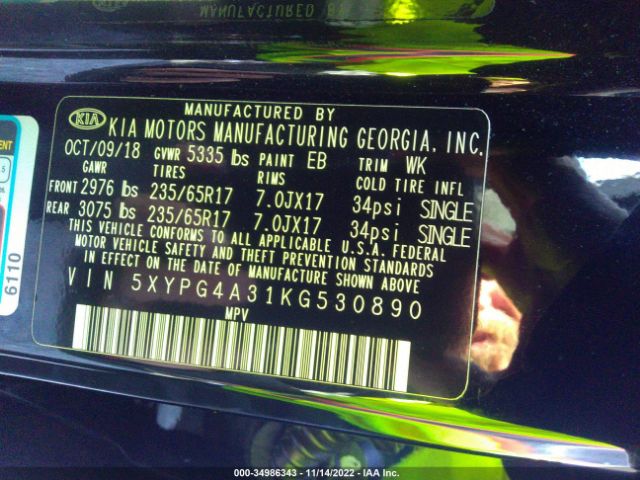 MANUFACTURED BY
KIA KIA MOTORS MANUFACTURING GEORGIA, INC.
OCT/09/18 GVWR 5335 lbs PAINT EB TRIM WK
GAWR TIRES RIMS COLD TIRE INFL
FRONT 2976 lbs 235/65R17 7.0JX17 34psi SINGLE
REAR 3075 lbs 235/65R17 7.0JX17 34psi SINGLE
THIS VEHICLE CONFORMS TO ALL APPLICABLE U.S.A. FEDERAL
MOTOR VEHICLE SAFETY AND THEFT PREVENTION STANDARDS
IN EFFECT ON THE DATE OF MANUFACTURE SHOWN ABOVE
VIN 5XYPG4A31KG530890
MPV
6110
000-34986343 - 11/14/2022 - IAA Inc.